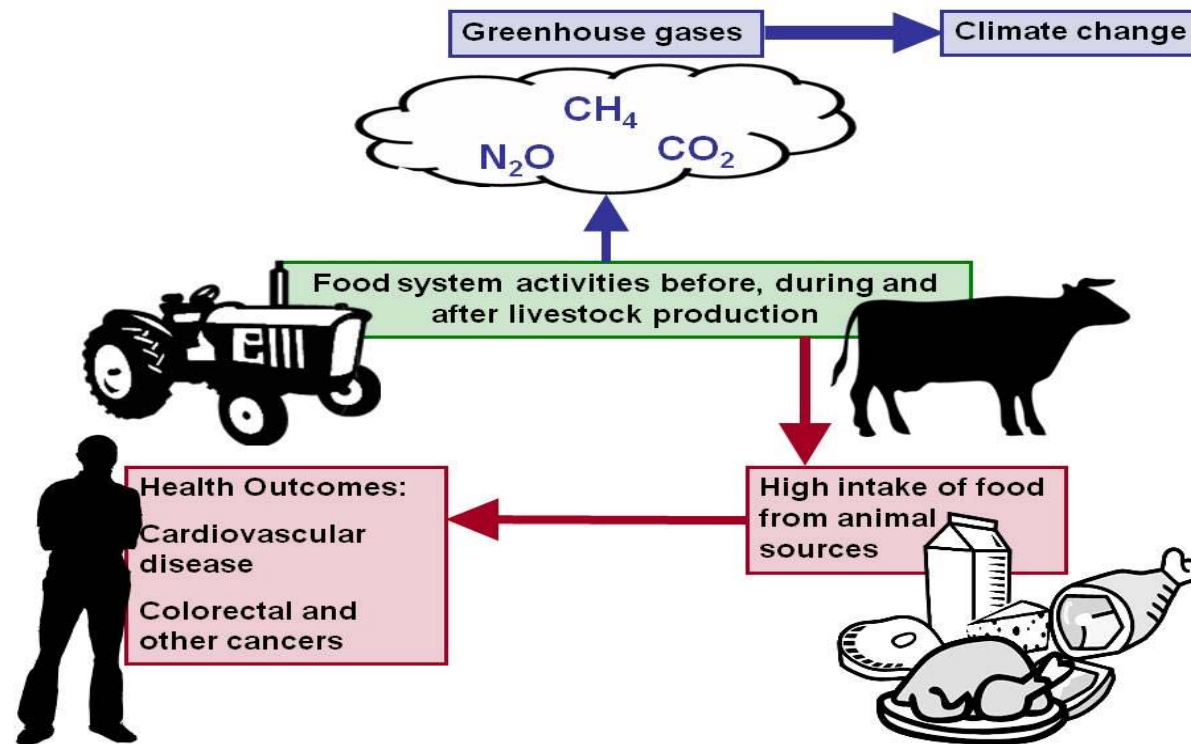 Greenhouse gases
Climate change
CH₄
N₂O
CO₂
Food system activities before, during and
after livestock production
Health Outcomes:
Cardiovascular
disease
Colorectal and
other cancers
High intake of food
from animal
sources